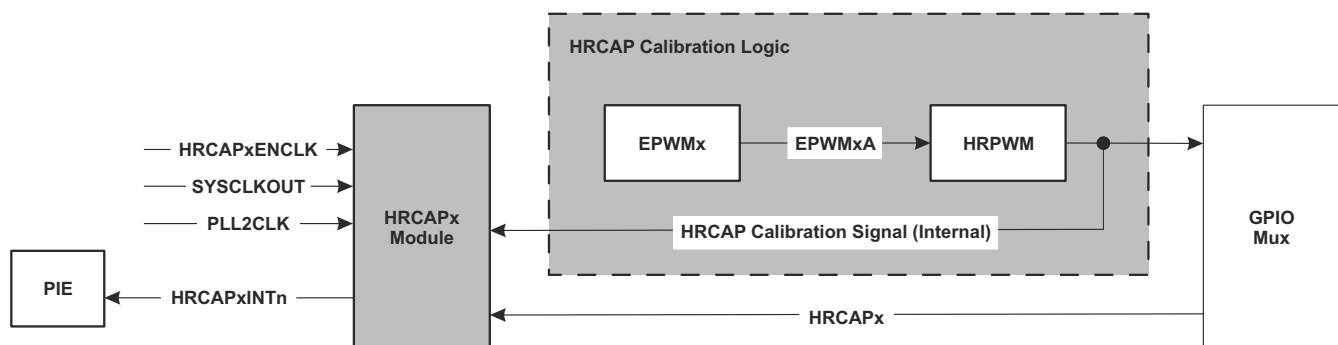 HRCAP Calibration Logic
EPWMx
EPWMxA
HRPWM
HRCAPxENCLK
SYSCLKOUT
PLL2CLK
HRCAPx
Module
HRCAP Calibration Signal (Internal)
GPIO
Mux
PIE
HRCAPxINTn
HRCAPx